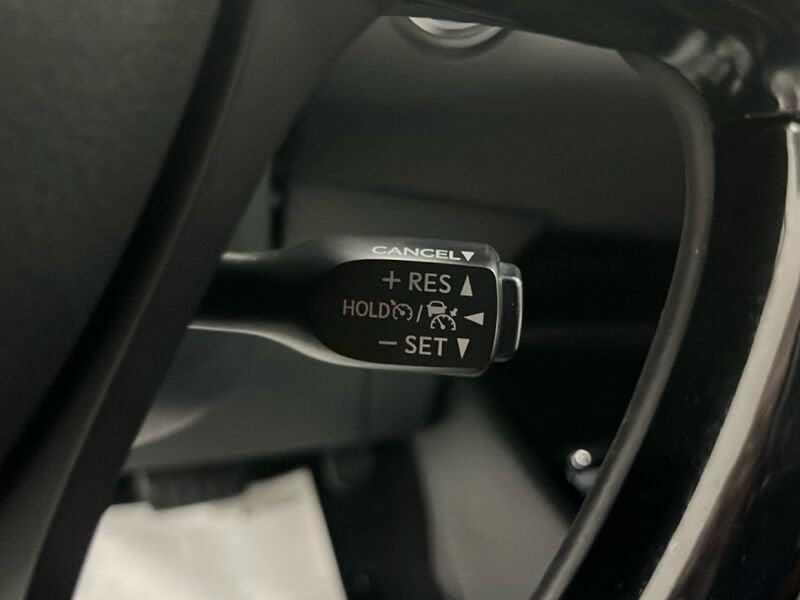 CANCEL▼
+ RES ▲
HOLD / ◀
− SET ▼